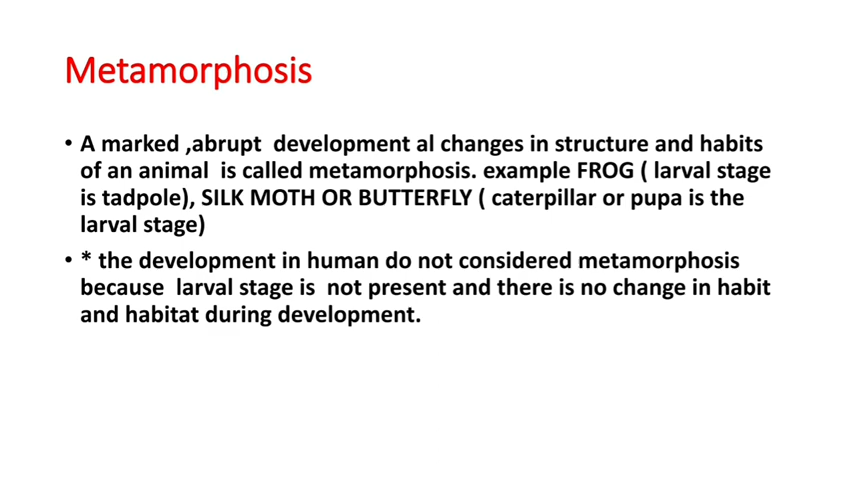 Metamorphosis
• A marked ,abrupt  development al changes in structure and habits
of an animal  is called metamorphosis. example FROG ( larval stage
is tadpole), SILK MOTH OR BUTTERFLY ( caterpillar or pupa is the
larval stage)
• * the development in human do not considered metamorphosis
because  larval stage is  not present and there is no change in habit
and habitat during development.